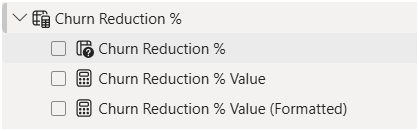 Churn Reduction %
Churn Reduction %
Churn Reduction % Value
Churn Reduction % Value (Formatted)